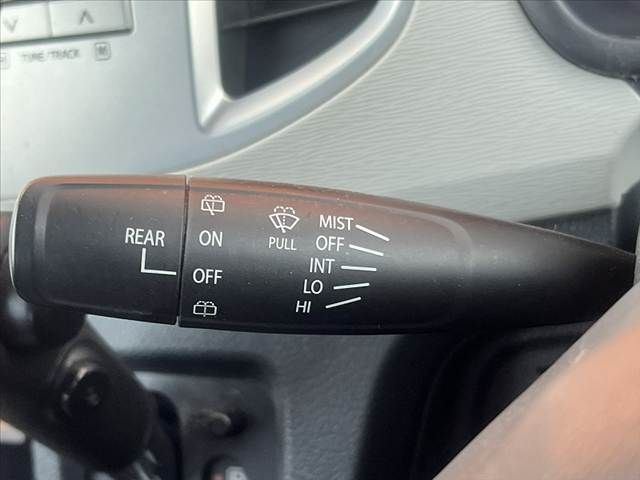 TUNE/TRACK
REAR
ON
OFF
PULL
MIST
OFF
INT
LO
HI